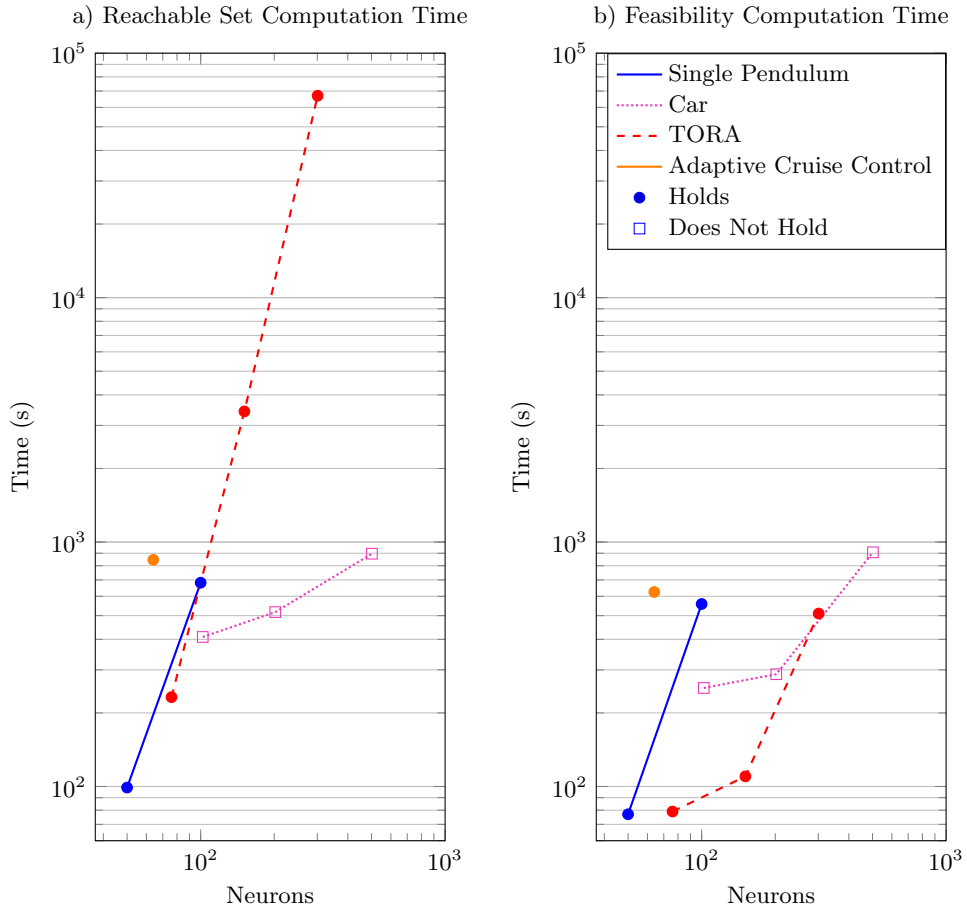 a) Reachable Set Computation Time
10^5
10^4
10^3
10^2
Time (s)
10^2
10^3
Neurons
b) Feasibility Computation Time
10^5
10^4
10^3
10^2
Time (s)
10^2
10^3
Neurons
Single Pendulum
Car
TORA
Adaptive Cruise Control
Holds
Does Not Hold